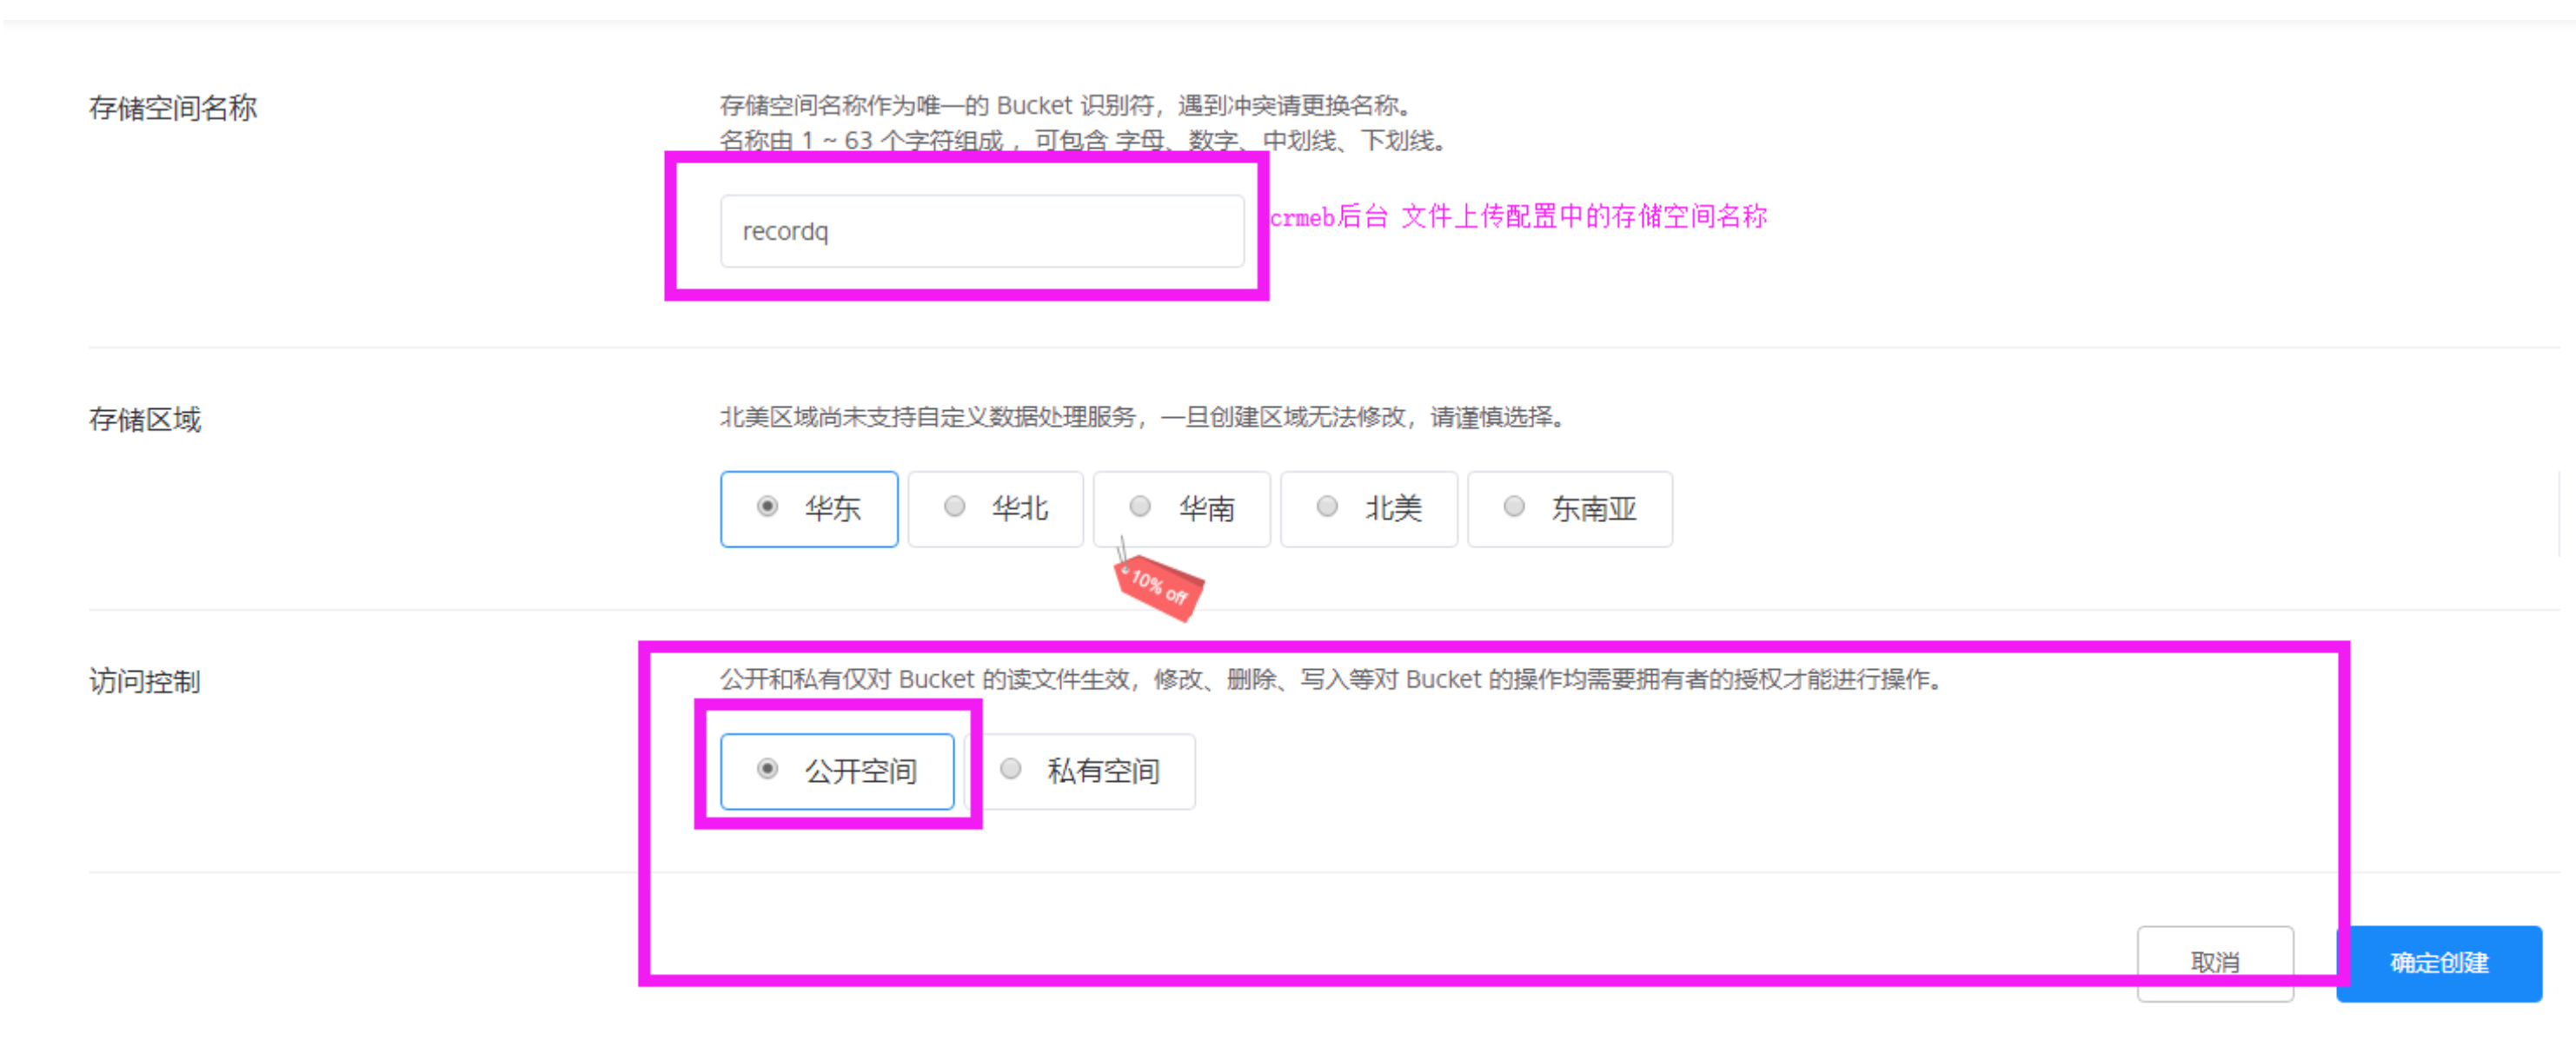 存储空间名称
存储空间名称作为唯一的 Bucket 识别符，遇到冲突请更换名称。
名称由 1 ~ 63 个字符组成 ，可包含 字母、数字、中划线、下划线。
recordq
crmeb后台 文件上传配置中的存储空间名称
存储区域
北美区域尚未支持自定义数据处理服务，一旦创建区域无法修改，请谨慎选择。
华东 华北 华南 北美 东南亚
10% off
访问控制
公开和私有仅对 Bucket 的读文件生效，修改、删除、写入等对 Bucket 的操作均需要拥有者的授权才能进行操作。
公开空间 私有空间
取消 确定创建